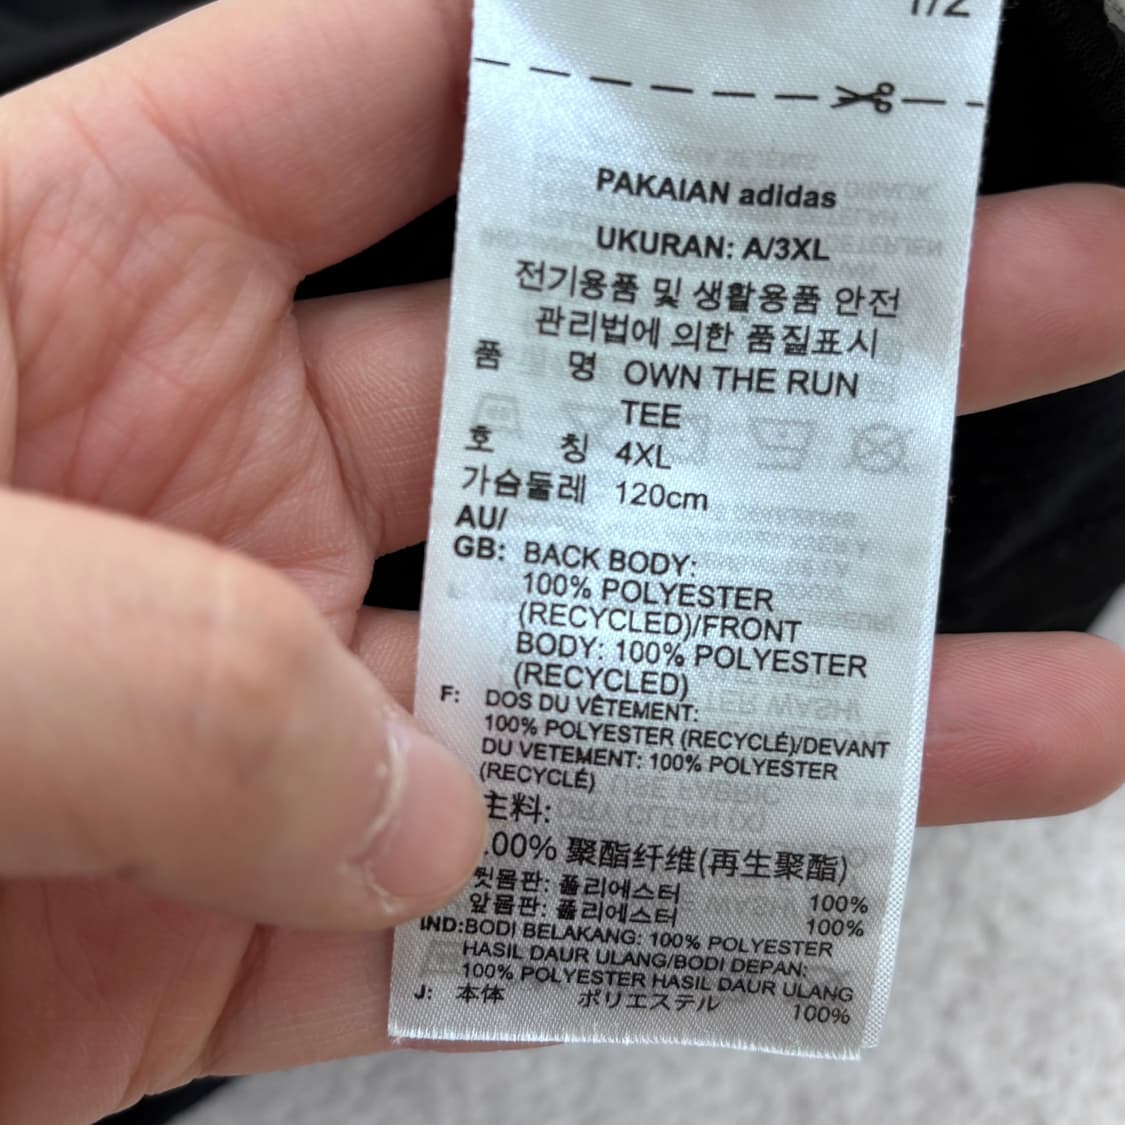 1/2
PAKAIAN adidas
UKURAN: A/3XL
전기용품 및 생활용품 안전
관리법에 의한 품질표시
품 명 OWN THE RUN
TEE
호 칭 4XL
가슴둘레 120cm
AU/
GB: BACK BODY:
100% POLYESTER
(RECYCLED)/FRONT
BODY: 100% POLYESTER
(RECYCLED)
F: DOS DU VÊTEMENT:
100% POLYESTER (RECYCLÉ)/DEVANT
DU VETEMENT: 100% POLYESTER
(RECYCLÉ)
主料:
00% 聚酯纤维(再生聚酯)
뒷몸판: 폴리에스터 100%
앞몸판: 폴리에스터 100%
IND:BODI BELAKANG: 100% POLYESTER
HASIL DAUR ULANG/BODI DEPAN:
100% POLYESTER HASIL DAUR ULANG
J: 本体 ポリエステル 100%